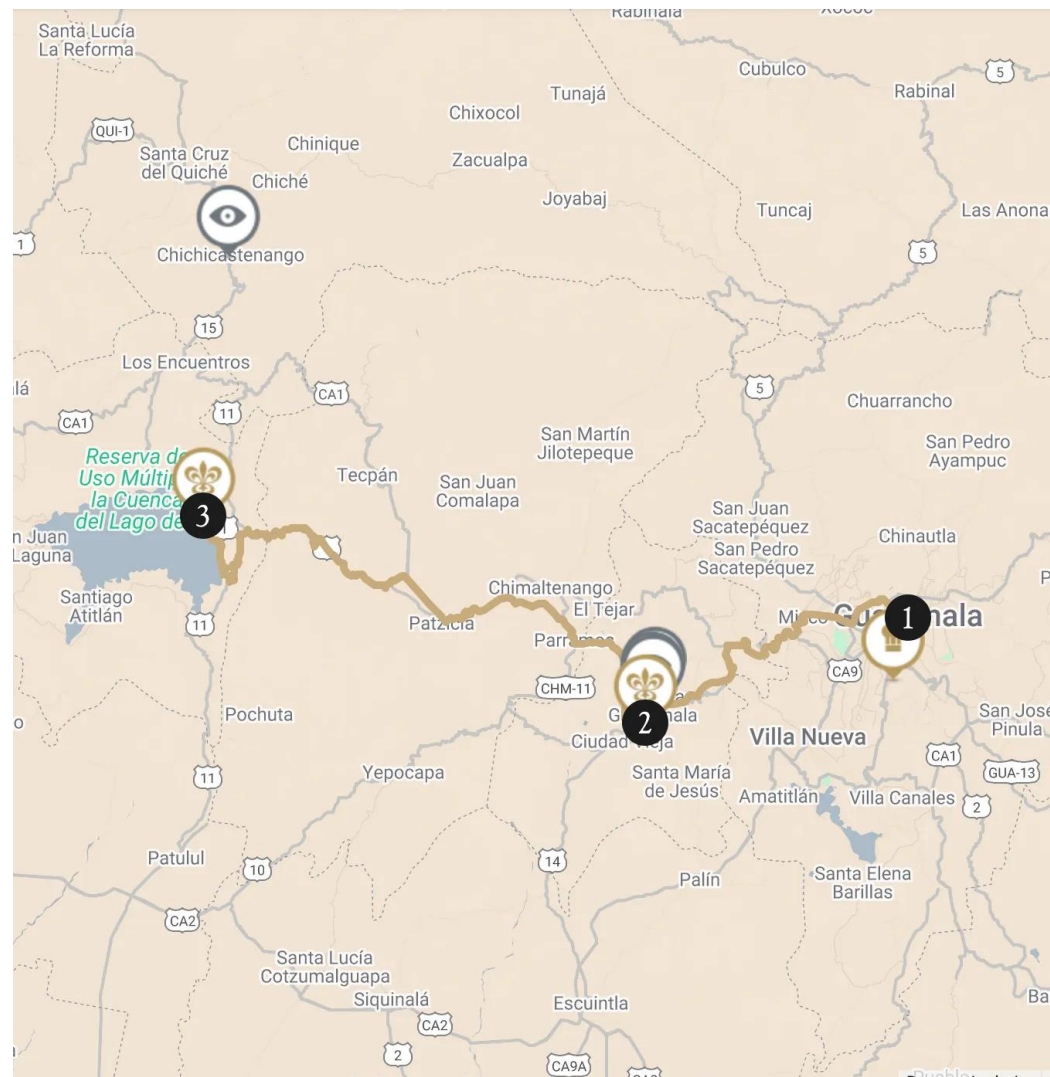 Rabinala
Xococ
Santa Lucía
La Reforma
Cubulco
5
Rabinal
Tunajá
Chixocol
QUI-1
Chinique
Santa Cruz
del Quiché
Zacualpa
Chiché
Joyabaj
Tuncaj
Las Anona
1
Chichicastenango
5
15
Los Encuentros
CA1
5
11
Chuarrancho
CA1
San Martín
Jilotepeque
San Pedro
Ayampuc
Reserva de
Uso Múltip
la Cuenca
del Lago de
Tecpán
San Juan
Comalapa
3
San Juan
Sacatepéquez
Chinautla
n Juan
Laguna
San Pedro
Sacatepéquez
Chimaltenango
Santiago
Atitlán
El Tejar
11
Patzicía
Parramos
1
CHM-11
CA9
2
Pochuta
Ciudad Vieja
Villa Nueva
San José
Pinula
CA1
Yepocapa
Santa María
de Jesús
GUA-13
11
Amatitlán
Villa Canales
2
Patulul
14
10
Palín
Santa Elena
Barillas
CA2
Santa Lucía
Cotzumalguapa
Siquinalá
Escuintla
Ba
CA2
2
CA9A